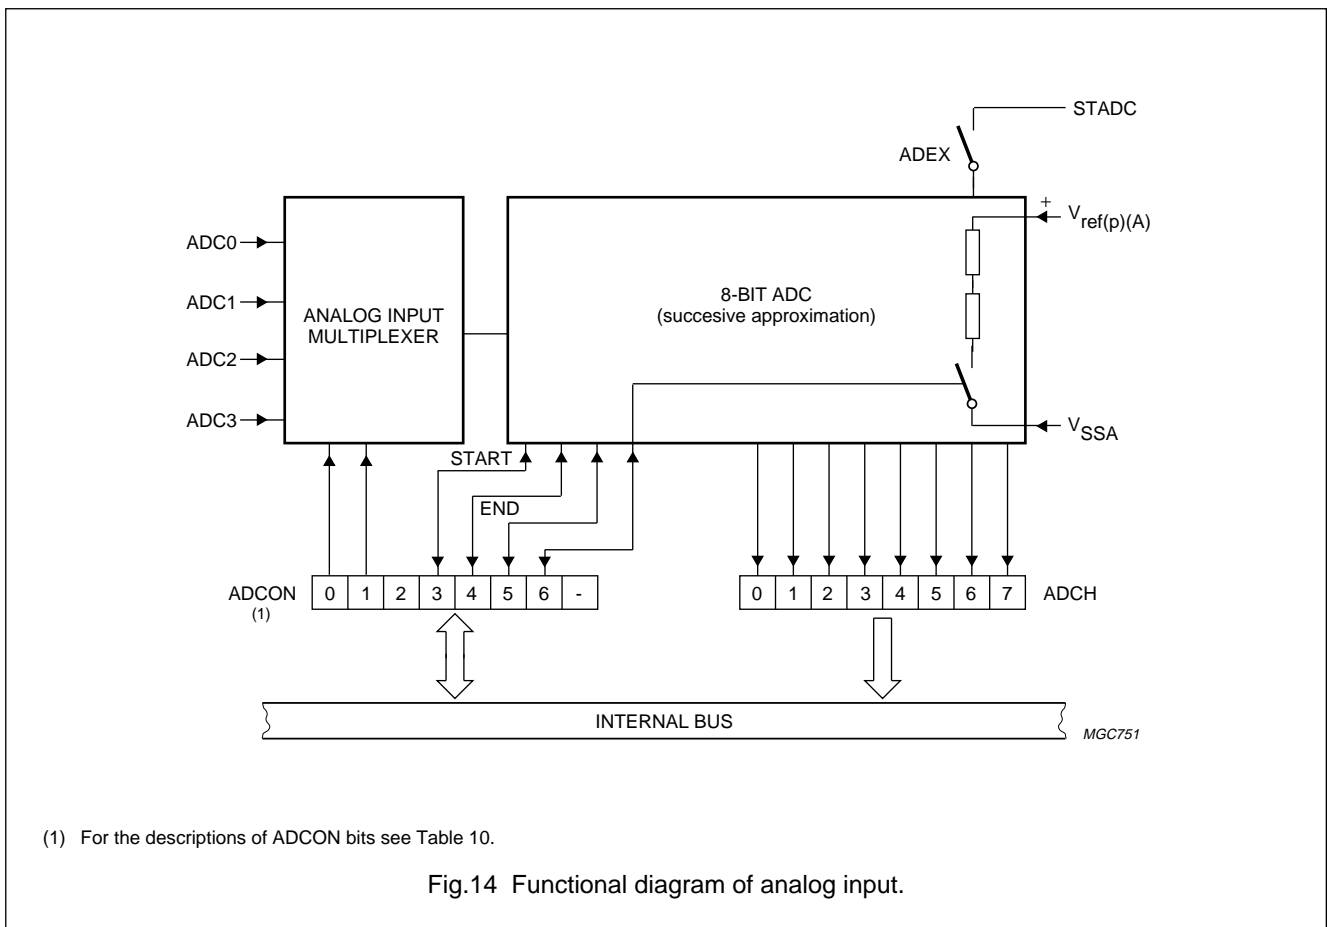 STADC
ADEX
+
Vref(p)(A)
ADC0
ADC1
ADC2
ADC3
ANALOG INPUT
MULTIPLEXER
8-BIT ADC
(succesive approximation)
VSSA
START
END
ADCON
(1)
0 1 2 3 4 5 6 -
0 1 2 3 4 5 6 7
ADCH
INTERNAL BUS
MGC751
(1) For the descriptions of ADCON bits see Table 10.
Fig.14 Functional diagram of analog input.